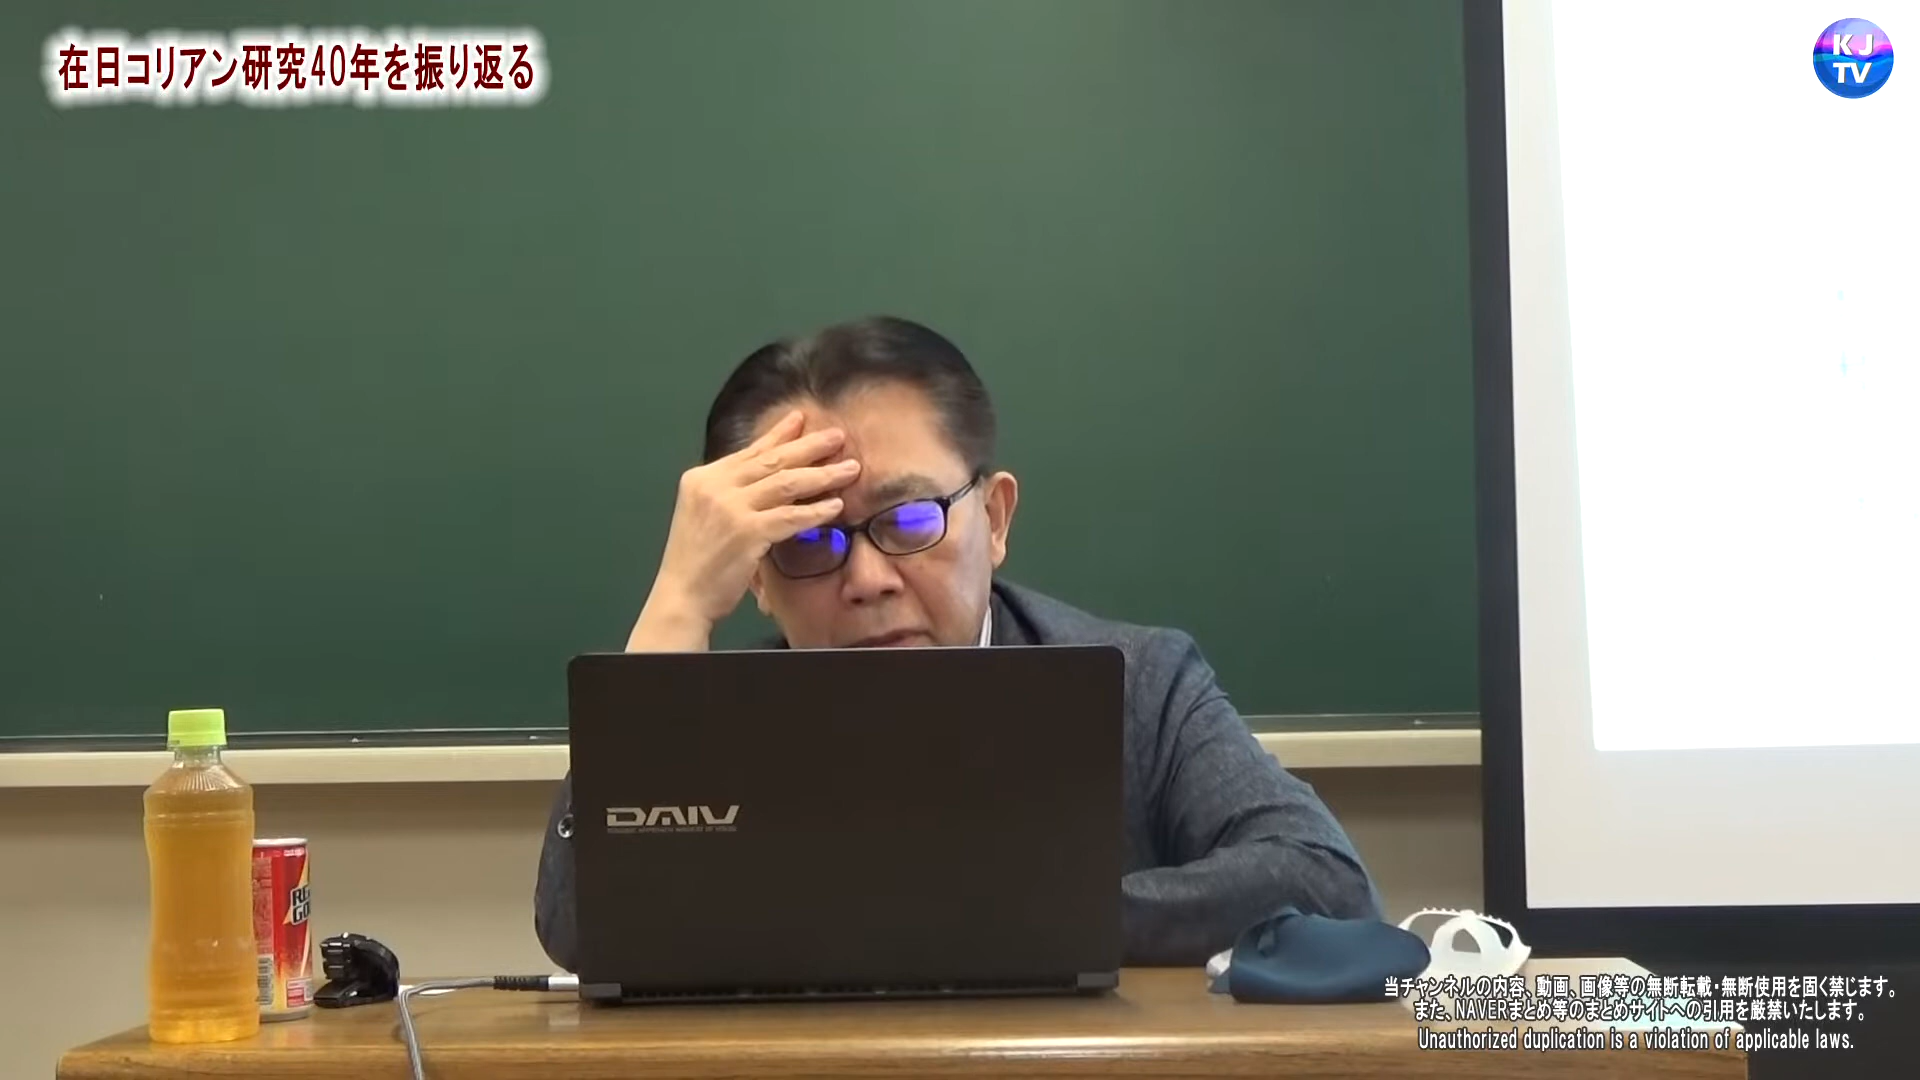 在日コリアン研究40年を振り返る
KJ
TV
DAIV
当チャンネルの内容、動画、画像等の無断転載・無断使用を固く禁じます。
また、NAVERまとめ等のまとめサイトへの引用を厳禁いたします。
Unauthorized duplication is a violation of applicable laws.